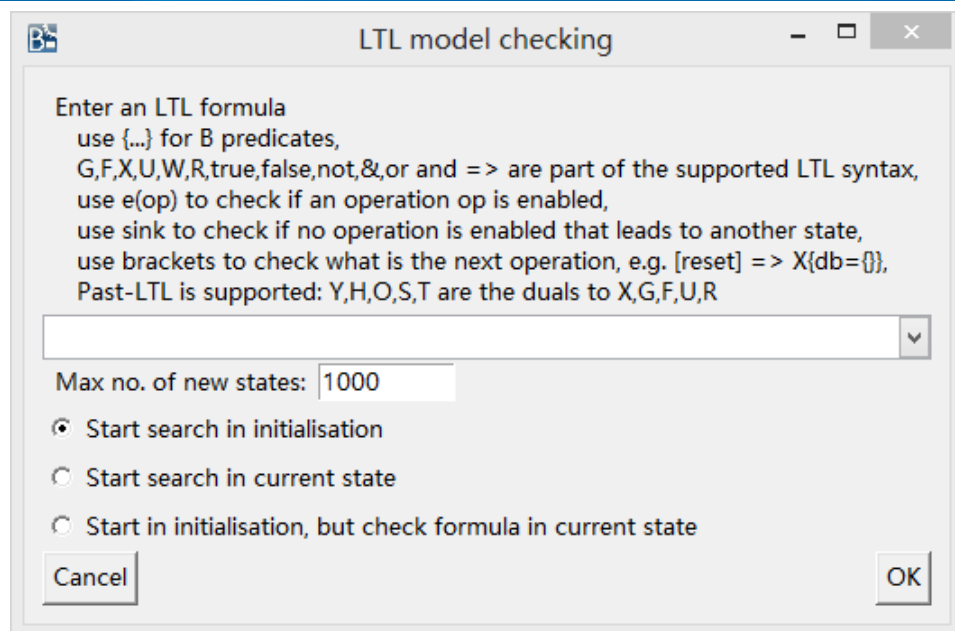 LTL model checking
Enter an LTL formula
use {...} for B predicates,
G,F,X,U,W,R,true,false,not,&,or and => are part of the supported LTL syntax,
use e(op) to check if an operation op is enabled,
use sink to check if no operation is enabled that leads to another state,
use brackets to check what is the next operation, e.g. [reset] => X{db={}},
Past-LTL is supported: Y,H,O,S,T are the duals to X,G,F,U,R
Max no. of new states: 1000
Start search in initialisation
Start search in current state
Start in initialisation, but check formula in current state
Cancel OK